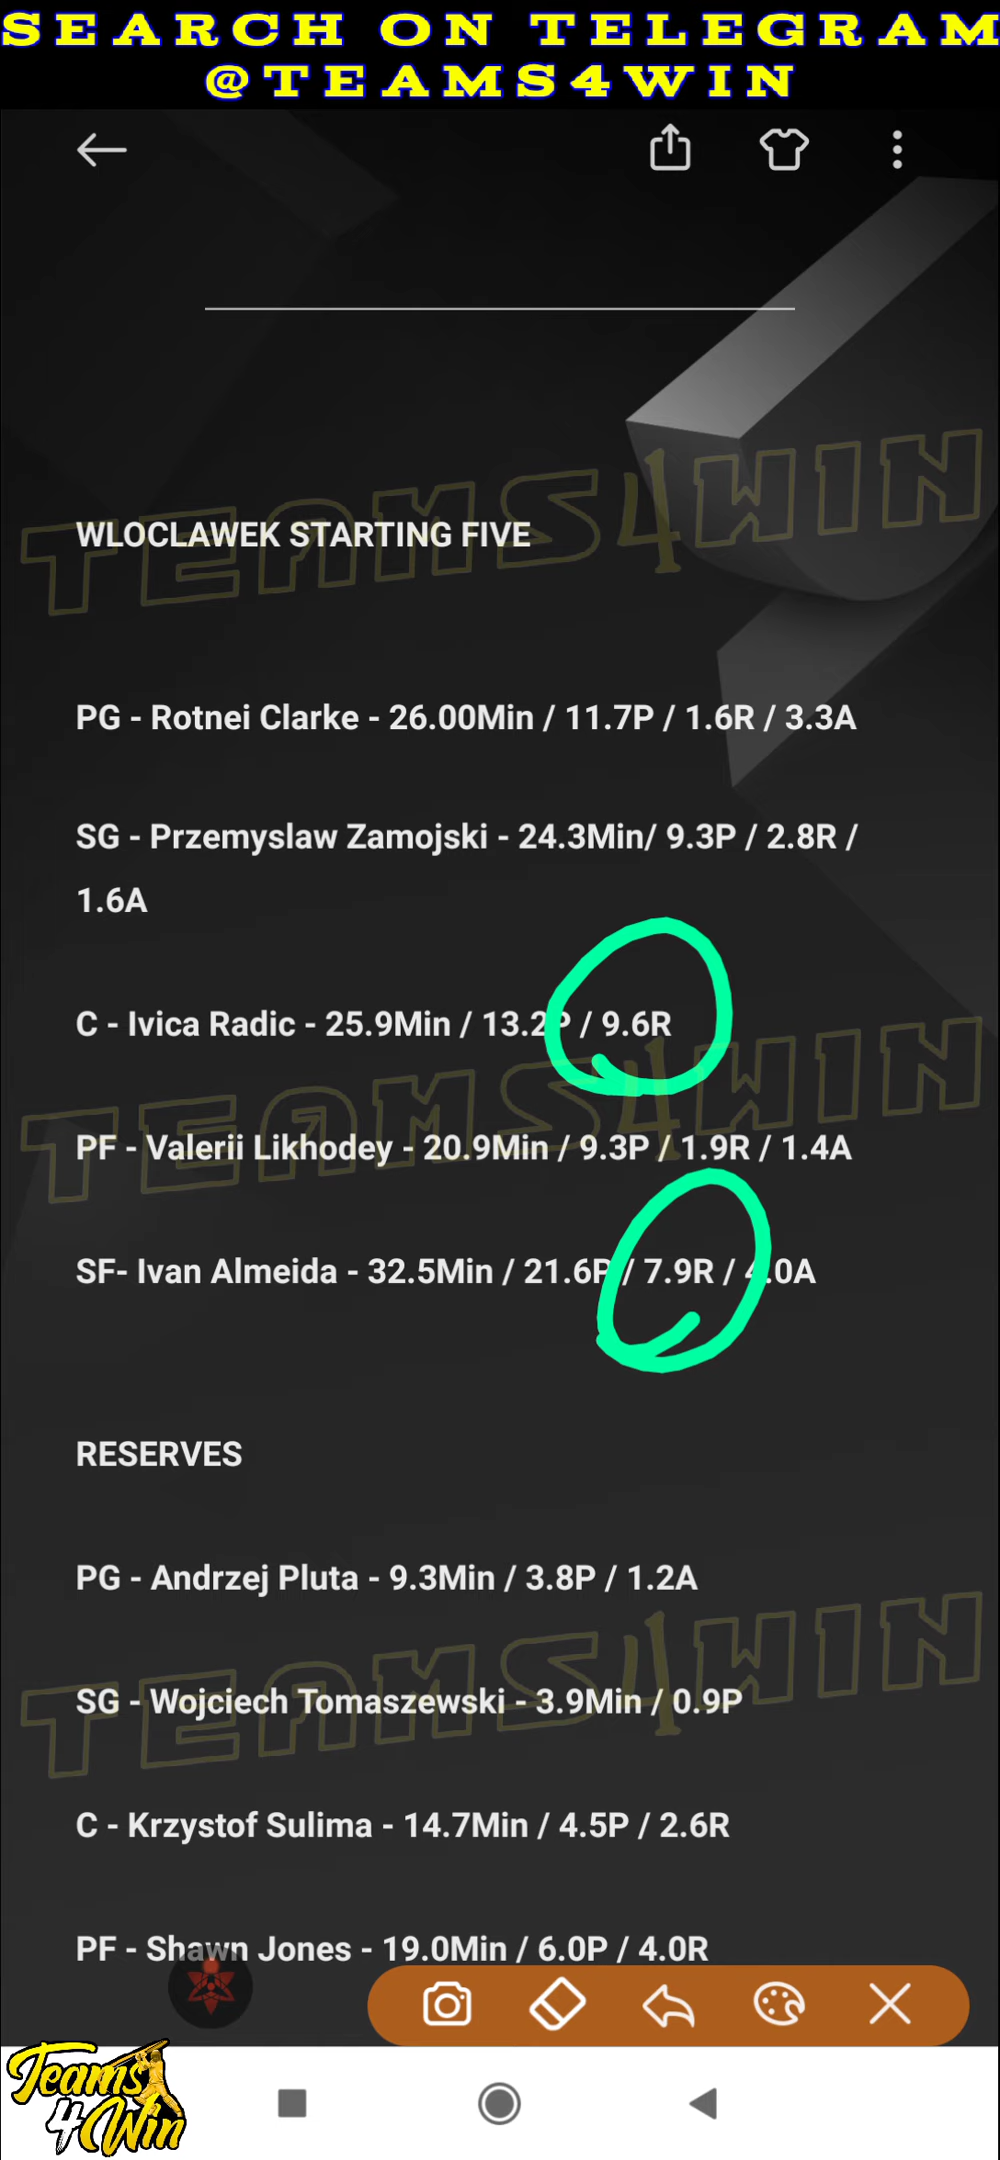 SEARCH ON TELEGRAM
@TEAMS4WIN
TEAMS4WIN
WLOCLAWEK STARTING FIVE
PG - Rotnei Clarke - 26.00Min / 11.7P / 1.6R / 3.3A
SG - Przemyslaw Zamojski - 24.3Min/ 9.3P / 2.8R /
1.6A
C - Ivica Radic - 25.9Min / 13.2P / 9.6R
TEAMS4WIN
PF - Valerii Likhodey - 20.9Min / 9.3P / 1.9R / 1.4A
SF- Ivan Almeida - 32.5Min / 21.6P / 7.9R / 4.0A
RESERVES
PG - Andrzej Pluta - 9.3Min / 3.8P / 1.2A
TEAMS4WIN
SG - Wojciech Tomaszewski - 3.9Min / 0.9P
C - Krzystof Sulima - 14.7Min / 4.5P / 2.6R
PF - Shawn Jones - 19.0Min / 6.0P / 4.0R
Teams
4Win